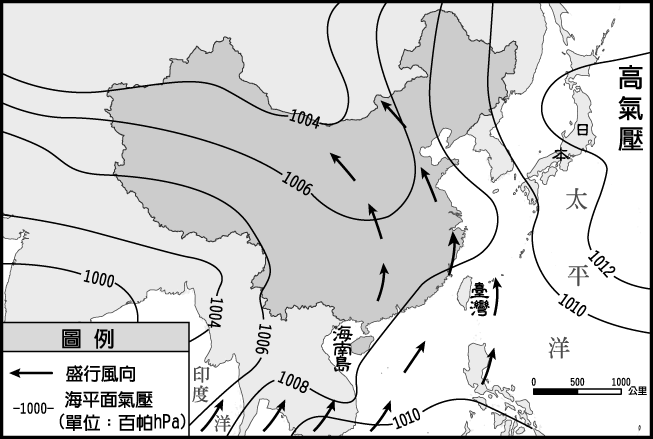 1004
1006
高氣壓
日本
太平洋
1012
1010
1000
1004
1006
臺灣
海南島
1008
1010
印度洋
0 500 1000
公里
圖例
盛行風向
-1000- 海平面氣壓
(單位:百帕hPa)